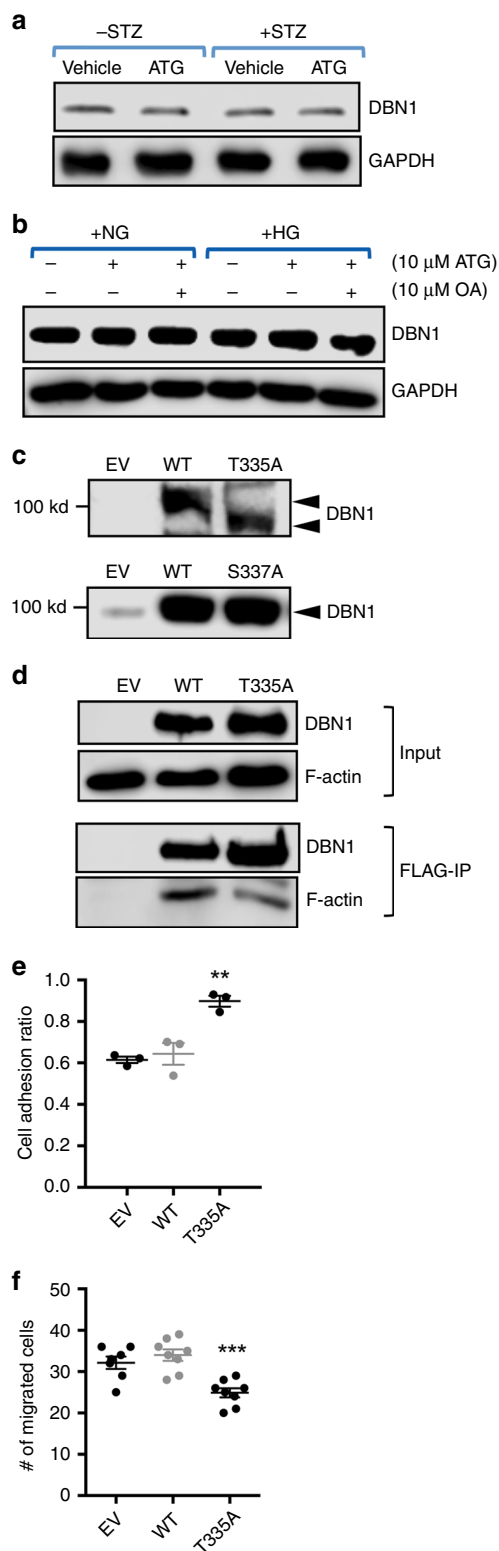 a
–STZ +STZ
Vehicle ATG Vehicle ATG
DBN1
GAPDH
b
+NG +HG
– + + – + + (10 μM ATG)
– – + – – + (10 μM OA)
DBN1
GAPDH
c
EV WT T335A
100 kd
DBN1
EV WT S337A
100 kd
DBN1
d
EV WT T335A
DBN1
Input
F-actin
DBN1
FLAG-IP
F-actin
e
Cell adhesion ratio
1.0
0.8
0.6
0.4
0.2
0.0
**
EV WT T335A
f
# of migrated cells
50
40
30
20
10
0
***
EV WT T335A